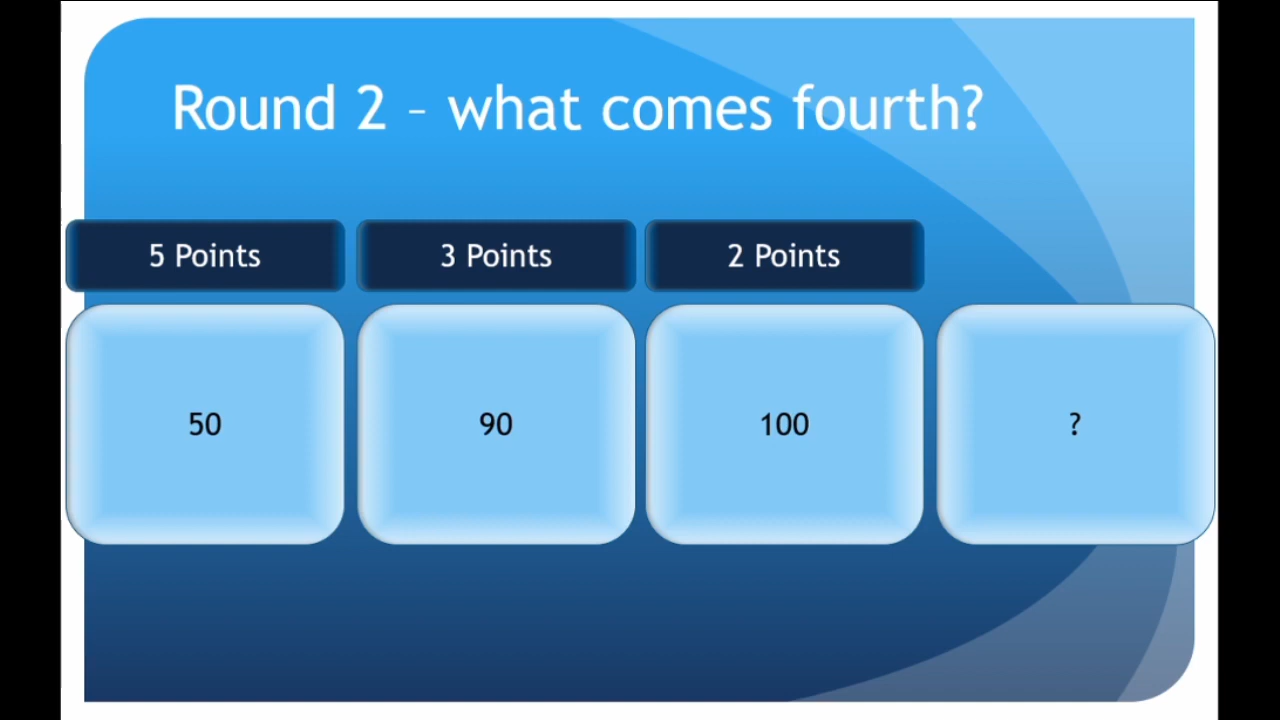 Round 2 – what comes fourth?
5 Points
3 Points
2 Points
50
90
100
?